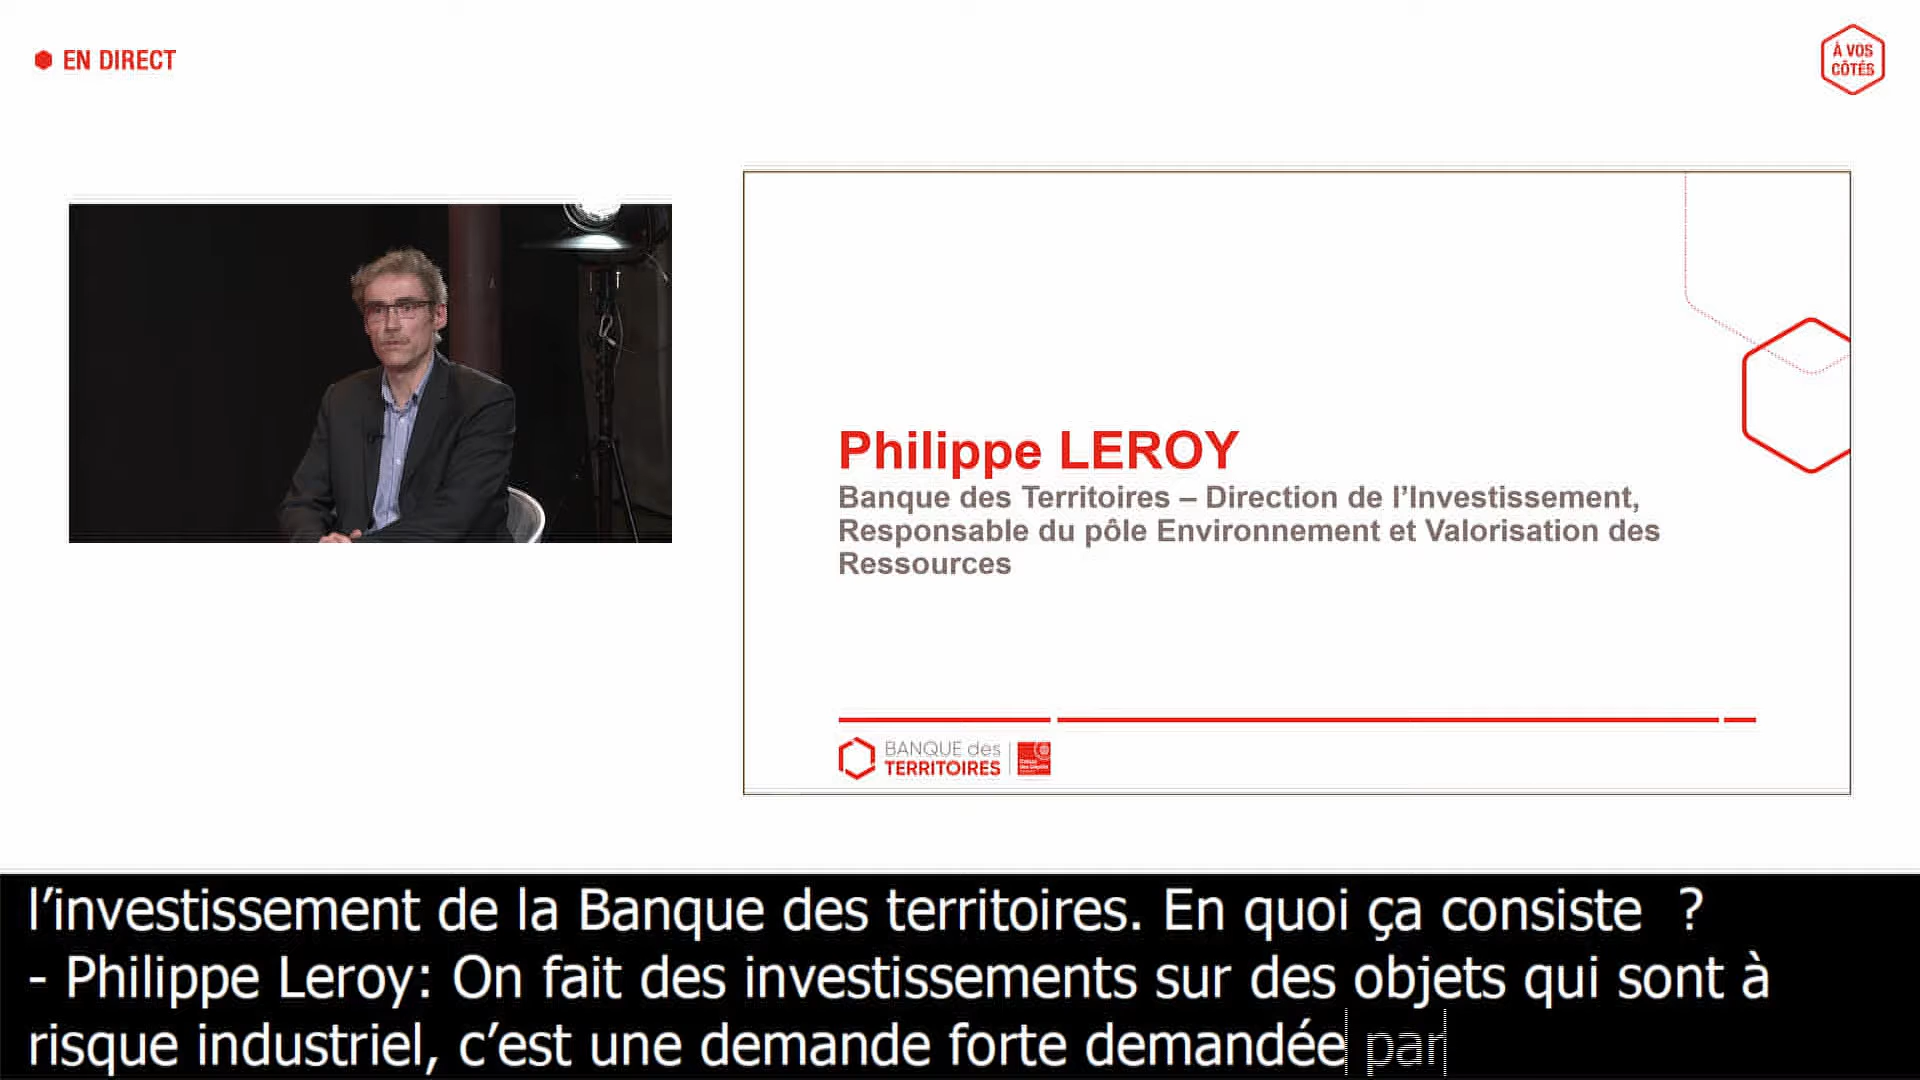 EN DIRECT
À VOS
CÔTÉS
Philippe LEROY
Banque des Territoires – Direction de l’Investissement,
Responsable du pôle Environnement et Valorisation des
Ressources
BANQUE des
TERRITOIRES
l’investissement de la Banque des territoires. En quoi ça consiste  ?
- Philippe Leroy: On fait des investissements sur des objets qui sont à
risque industriel, c’est une demande forte demandée par